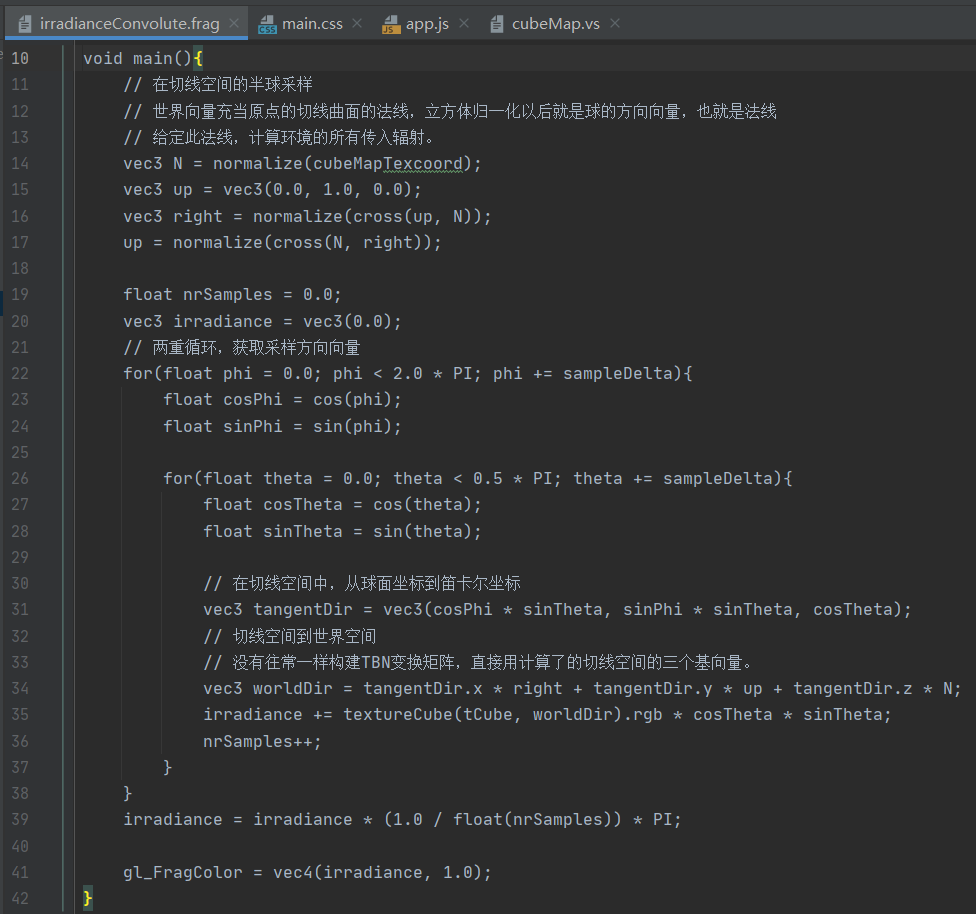 irradianceConvolute.frag main.css app.js cubeMap.vs
10 void main(){
11 // 在切线空间的半球采样
12 // 世界向量充当原点的切线曲面的法线，立方体归一化以后就是球的方向向量，也就是法线
13 // 给定此法线，计算环境的所有传入辐射。
14 vec3 N = normalize(cubeMapTexcoord);
15 vec3 up = vec3(0.0, 1.0, 0.0);
16 vec3 right = normalize(cross(up, N));
17 up = normalize(cross(N, right));
18
19 float nrSamples = 0.0;
20 vec3 irradiance = vec3(0.0);
21 // 两重循环，获取采样方向向量
22 for(float phi = 0.0; phi < 2.0 * PI; phi += sampleDelta){
23 float cosPhi = cos(phi);
24 float sinPhi = sin(phi);
25
26 for(float theta = 0.0; theta < 0.5 * PI; theta += sampleDelta){
27 float cosTheta = cos(theta);
28 float sinTheta = sin(theta);
29
30 // 在切线空间中，从球面坐标到笛卡尔坐标
31 vec3 tangentDir = vec3(cosPhi * sinTheta, sinPhi * sinTheta, cosTheta);
32 // 切线空间到世界空间
33 // 没有往常一样构建TBN变换矩阵，直接用计算了的切线空间的三个基向量。
34 vec3 worldDir = tangentDir.x * right + tangentDir.y * up + tangentDir.z * N;
35 irradiance += textureCube(tCube, worldDir).rgb * cosTheta * sinTheta;
36 nrSamples++;
37 }
38 }
39 irradiance = irradiance * (1.0 / float(nrSamples)) * PI;
40
41 gl_FragColor = vec4(irradiance, 1.0);
42 }